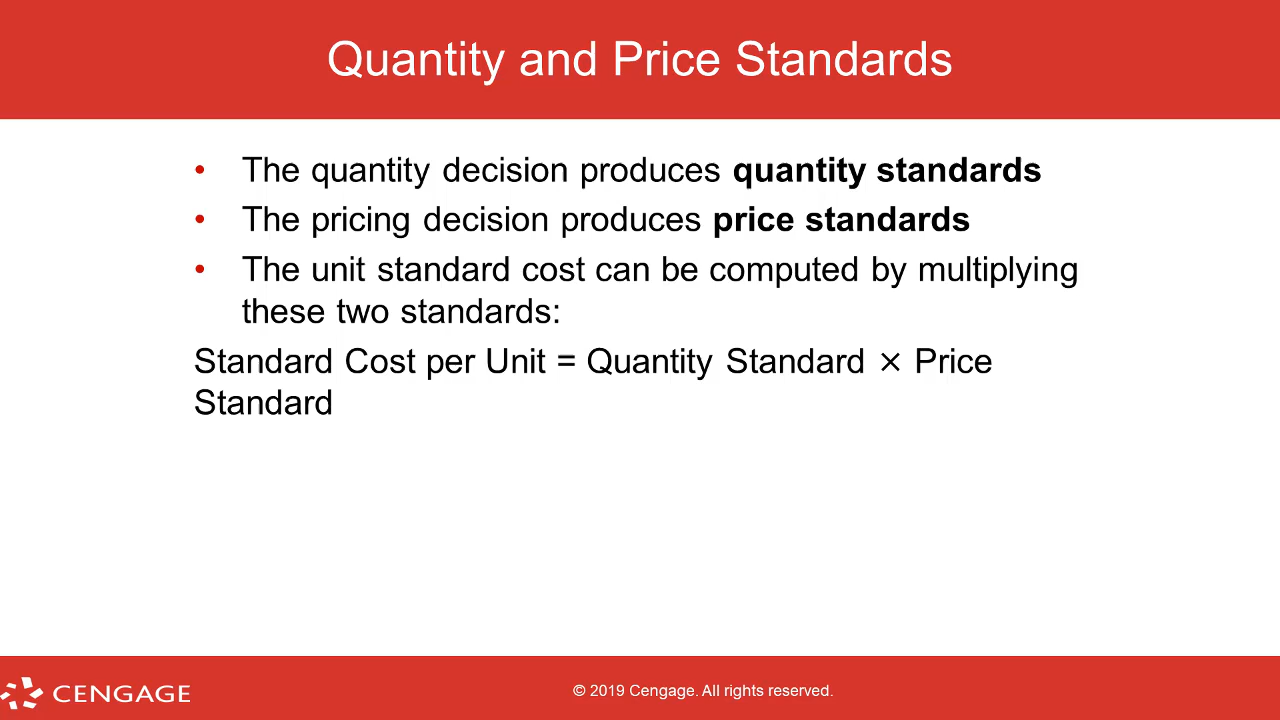 Quantity and Price Standards
• The quantity decision produces quantity standards
• The pricing decision produces price standards
• The unit standard cost can be computed by multiplying
these two standards:
Standard Cost per Unit = Quantity Standard × Price
Standard
CENGAGE
© 2019 Cengage. All rights reserved.